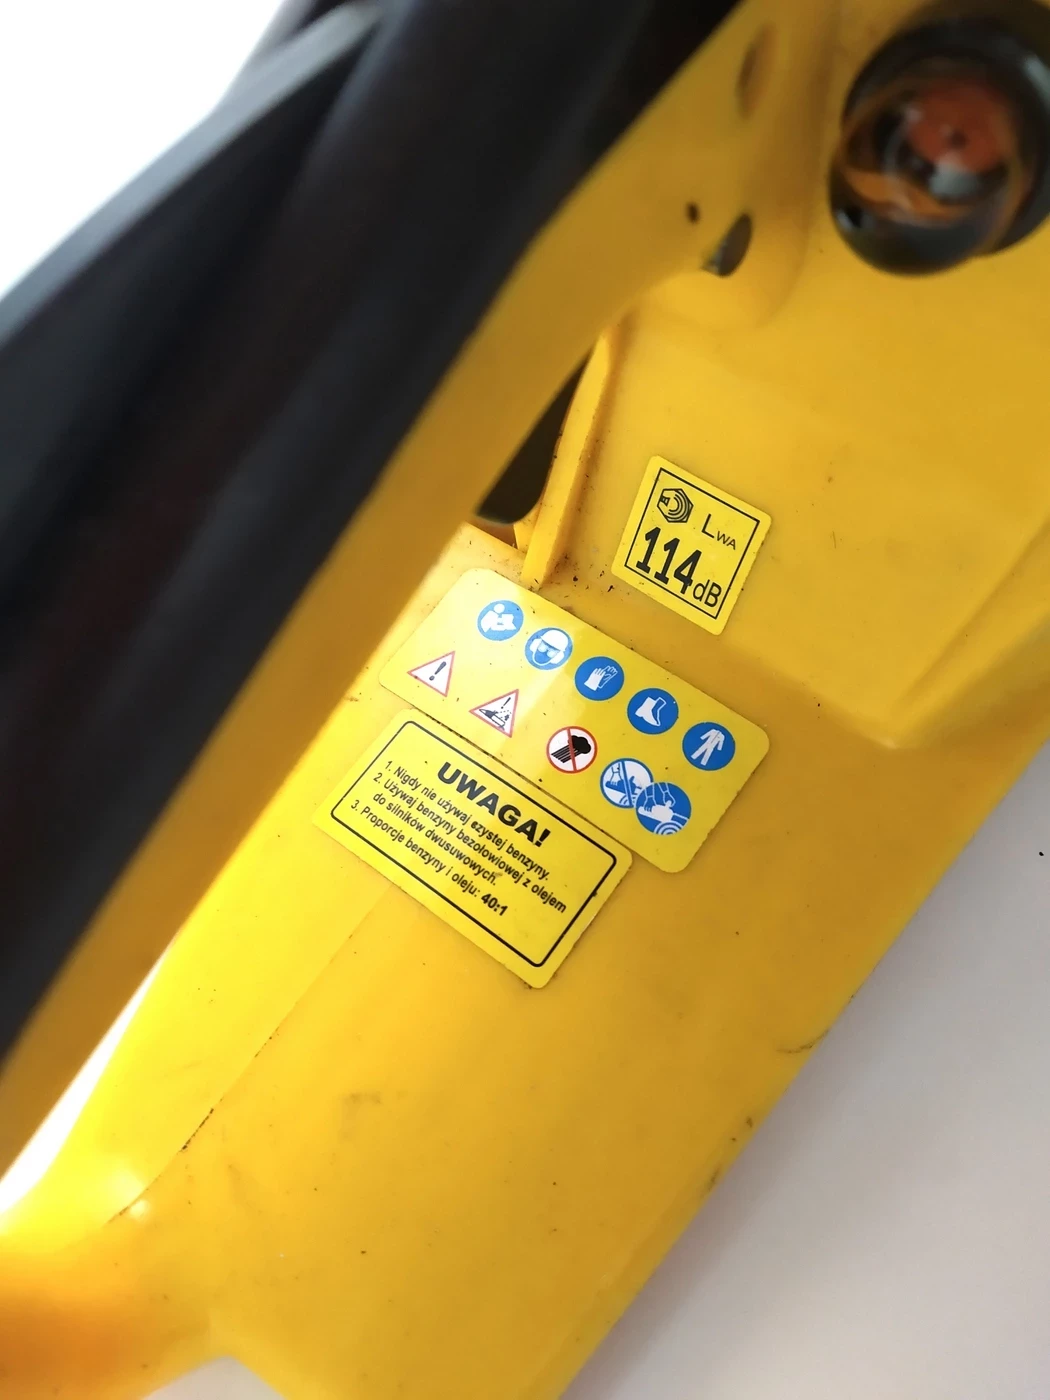 LWA
114dB
UWAGA!
1. Nigdy nie używaj czystej benzyny.
2. Używaj benzyny bezołowiowej z olejem
do silników dwusuwowych.
3. Proporcje benzyny i oleju: 40:1